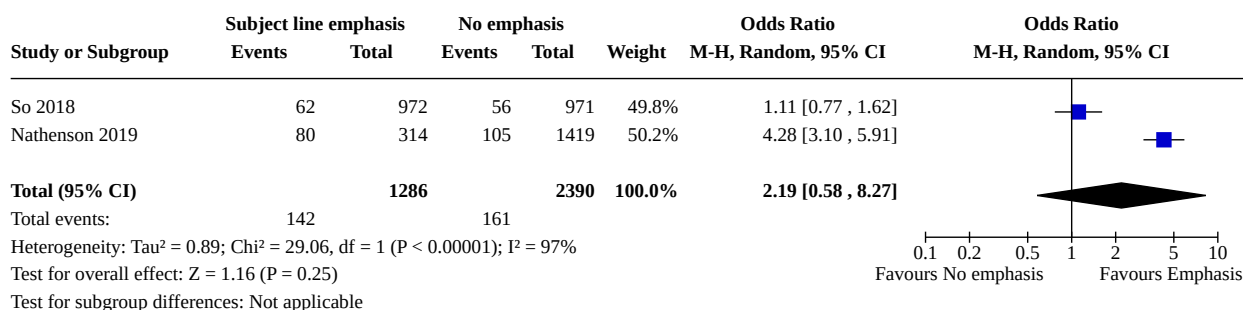 Subject line emphasis No emphasis Odds Ratio Odds Ratio
Study or Subgroup Events Total Events Total Weight M-H, Random, 95% CI M-H, Random, 95% CI
So 2018 62 972 56 971 49.8% 1.11 [0.77 , 1.62]
Nathenson 2019 80 314 105 1419 50.2% 4.28 [3.10 , 5.91]
Total (95% CI) 1286 2390 100.0% 2.19 [0.58 , 8.27]
Total events: 142 161
Heterogeneity: Tau² = 0.89; Chi² = 29.06, df = 1 (P < 0.00001); I² = 97%
0.1 0.2 0.5 1 2 5 10
Test for overall effect: Z = 1.16 (P = 0.25) Favours No emphasis Favours Emphasis
Test for subgroup differences: Not applicable